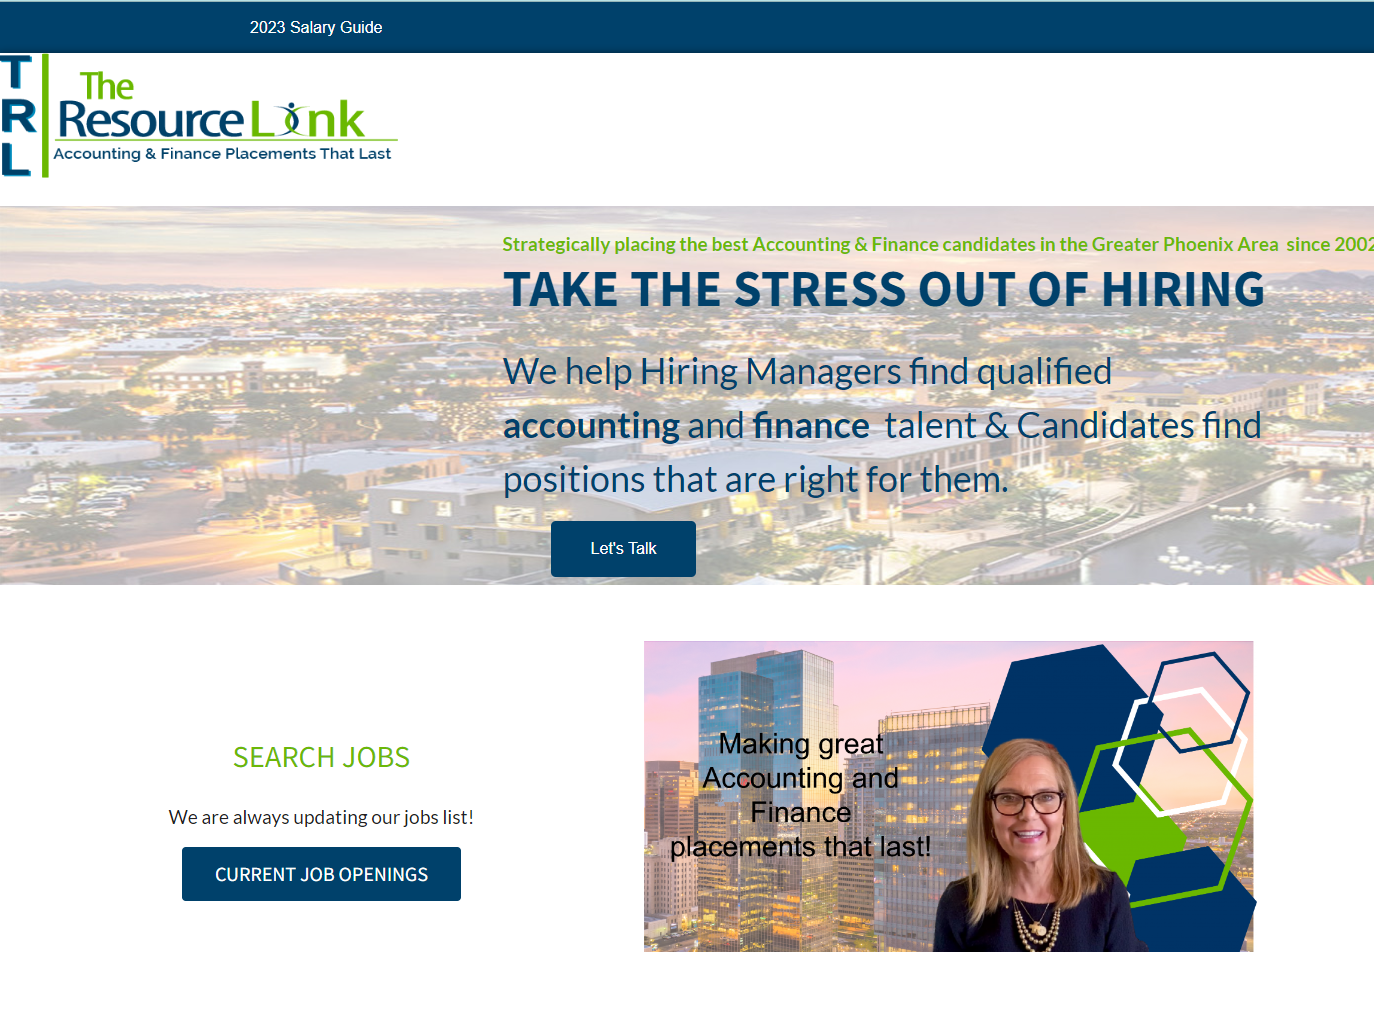 2023 Salary Guide
T
R
L
The
Resource Link
Accounting & Finance Placements That Last
Strategically placing the best Accounting & Finance candidates in the Greater Phoenix Area since 2002
TAKE THE STRESS OUT OF HIRING
We help Hiring Managers find qualified
accounting and finance talent & Candidates find
positions that are right for them.
Let's Talk
SEARCH JOBS
We are always updating our jobs list!
CURRENT JOB OPENINGS
Making great
Accounting and
Finance
placements that last!